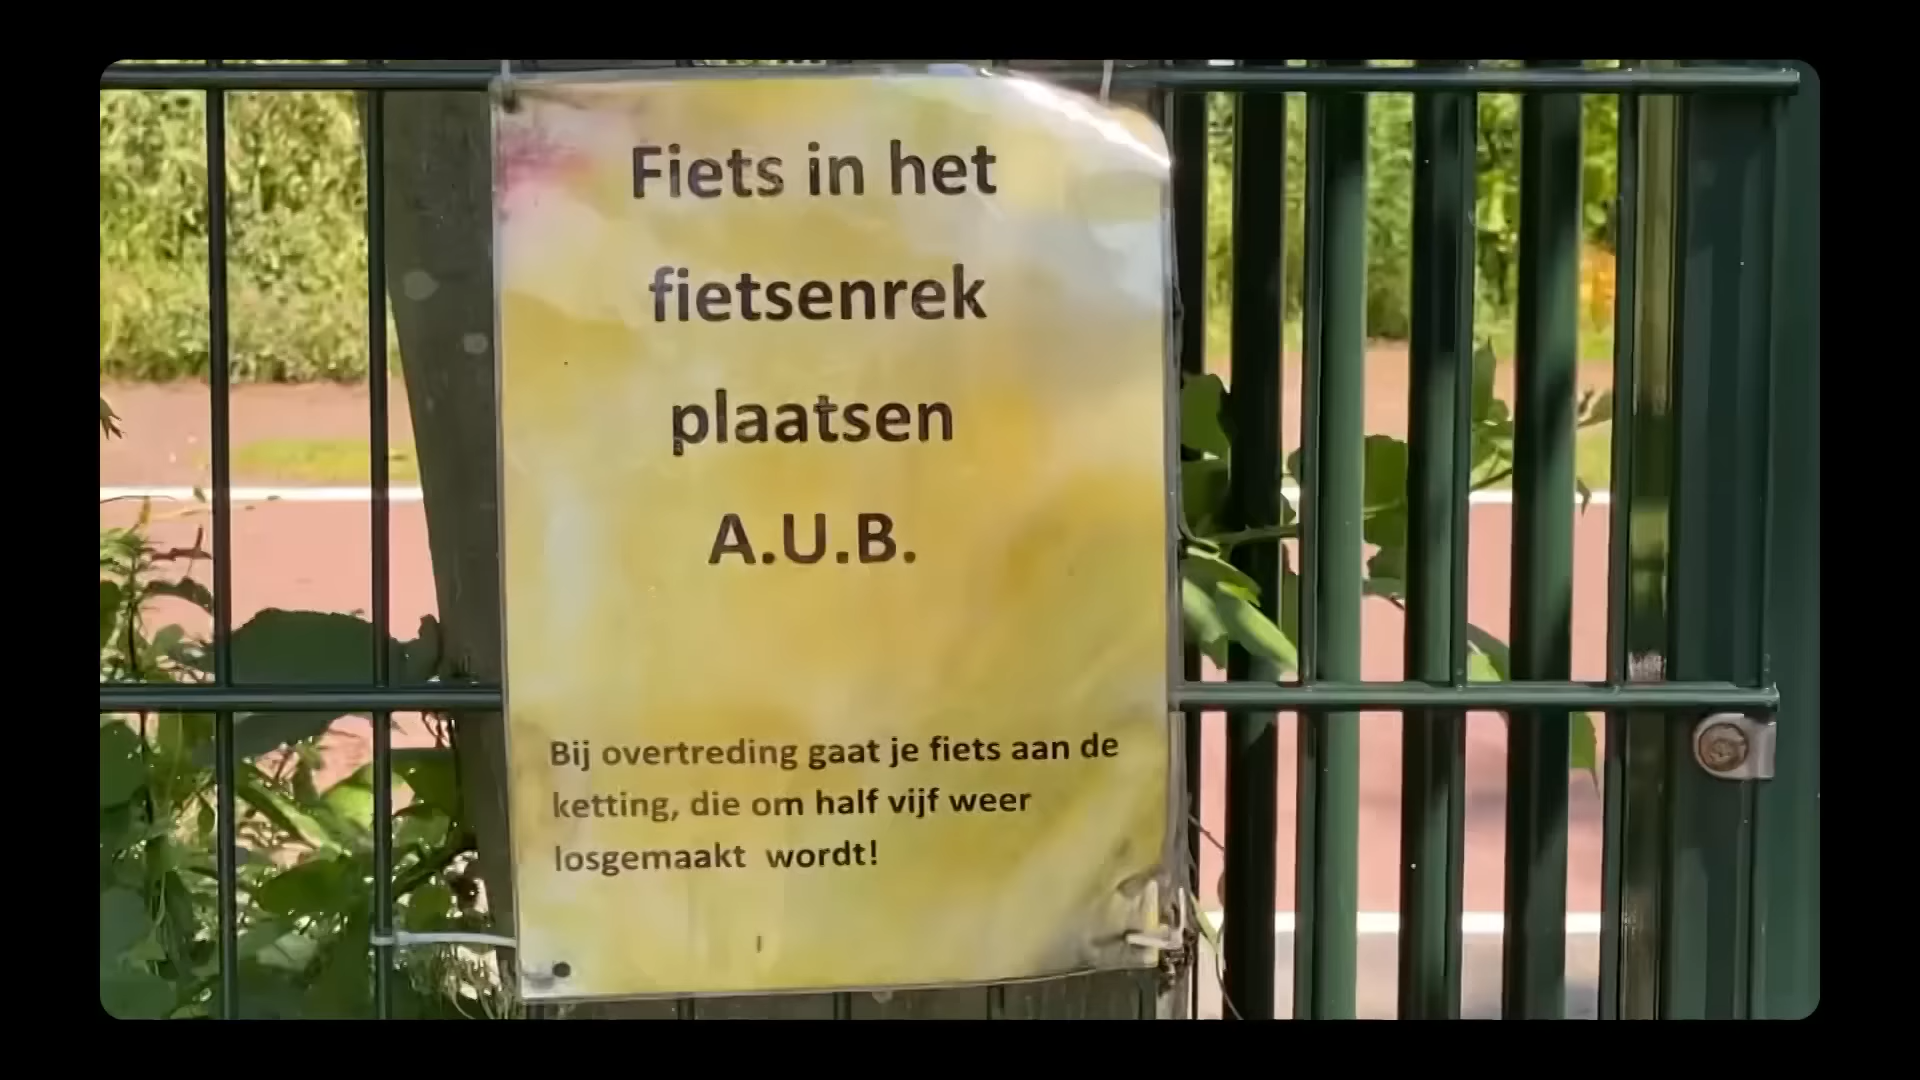 Fiets in het
fietsenrek
plaatsen
A.U.B.
Bij overtreding gaat je fiets aan de
ketting, die om half vijf weer
losgemaakt wordt!